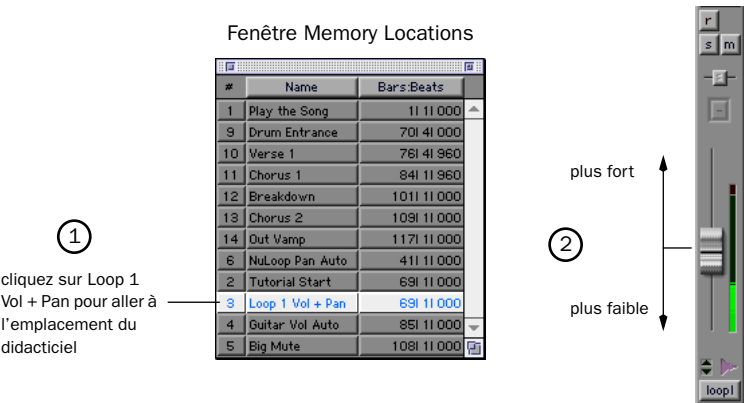 Fenêtre Memory Locations
# Name Bars:Beats
1 Play the Song 1| 1| 000
9 Drum Entrance 70| 4| 000
10 Verse 1 76| 4| 960
11 Chorus 1 84| 1| 960
12 Breakdown 101| 1| 000
13 Chorus 2 109| 1| 000
14 Out Vamp 117| 1| 000
6 NuLoop Pan Auto 41| 1| 000
2 Tutorial Start 69| 1| 000
3 Loop 1 Vol + Pan 69| 1| 000
4 Guitar Vol Auto 85| 1| 000
5 Big Mute 108| 1| 000
1
cliquez sur Loop 1
Vol + Pan pour aller à
l'emplacement du
didacticiel
2
plus fort
plus faible
r
s m
loop1